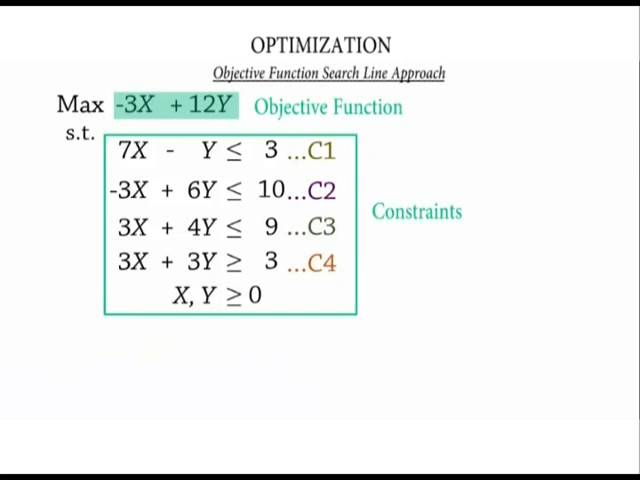 OPTIMIZATION
Objective Function Search Line Approach
Max -3X + 12Y Objective Function
s.t.
7X - Y ≤ 3 ...C1
-3X + 6Y ≤ 10...C2
3X + 4Y ≤ 9 ...C3
3X + 3Y ≥ 3 ...C4
X, Y ≥ 0
Constraints